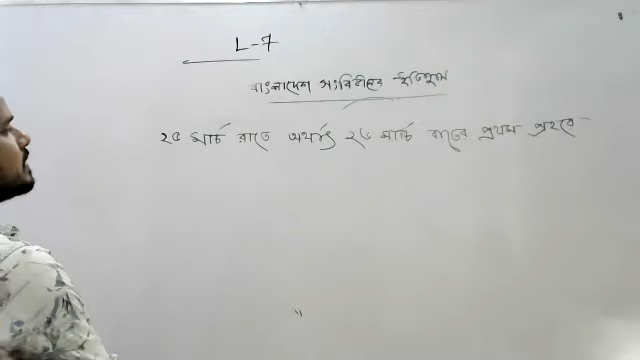 L-7
বাংলাদেশ সংবিধানের ইতিহাস
২৫ মার্চ রাতে অর্থাৎ ২৬ মার্চ রাতের প্রথম প্রহরে-